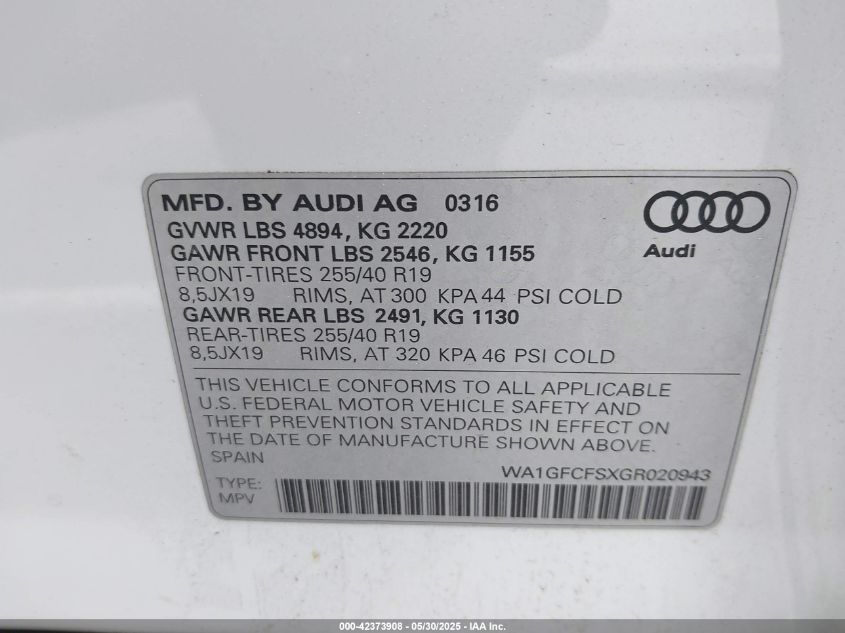 MFD. BY AUDI AG 0316
GVWR LBS 4894, KG 2220
GAWR FRONT LBS 2546, KG 1155
FRONT-TIRES 255/40 R19
8,5JX19 RIMS, AT 300 KPA 44 PSI COLD
GAWR REAR LBS 2491, KG 1130
REAR-TIRES 255/40 R19
8,5JX19 RIMS, AT 320 KPA 46 PSI COLD
Audi
THIS VEHICLE CONFORMS TO ALL APPLICABLE
U.S. FEDERAL MOTOR VEHICLE SAFETY AND
THEFT PREVENTION STANDARDS IN EFFECT ON
THE DATE OF MANUFACTURE SHOWN ABOVE.
SPAIN
WA1GFCFSXGR020943
TYPE:
MPV
000-42373908 - 05/30/2025 - IAA Inc.